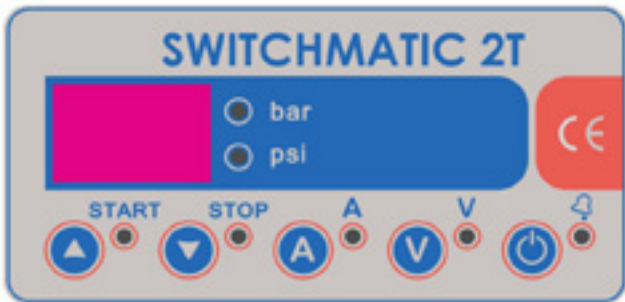 SWITCHMATIC 2T
bar
CE
psi
START STOP A V
A V